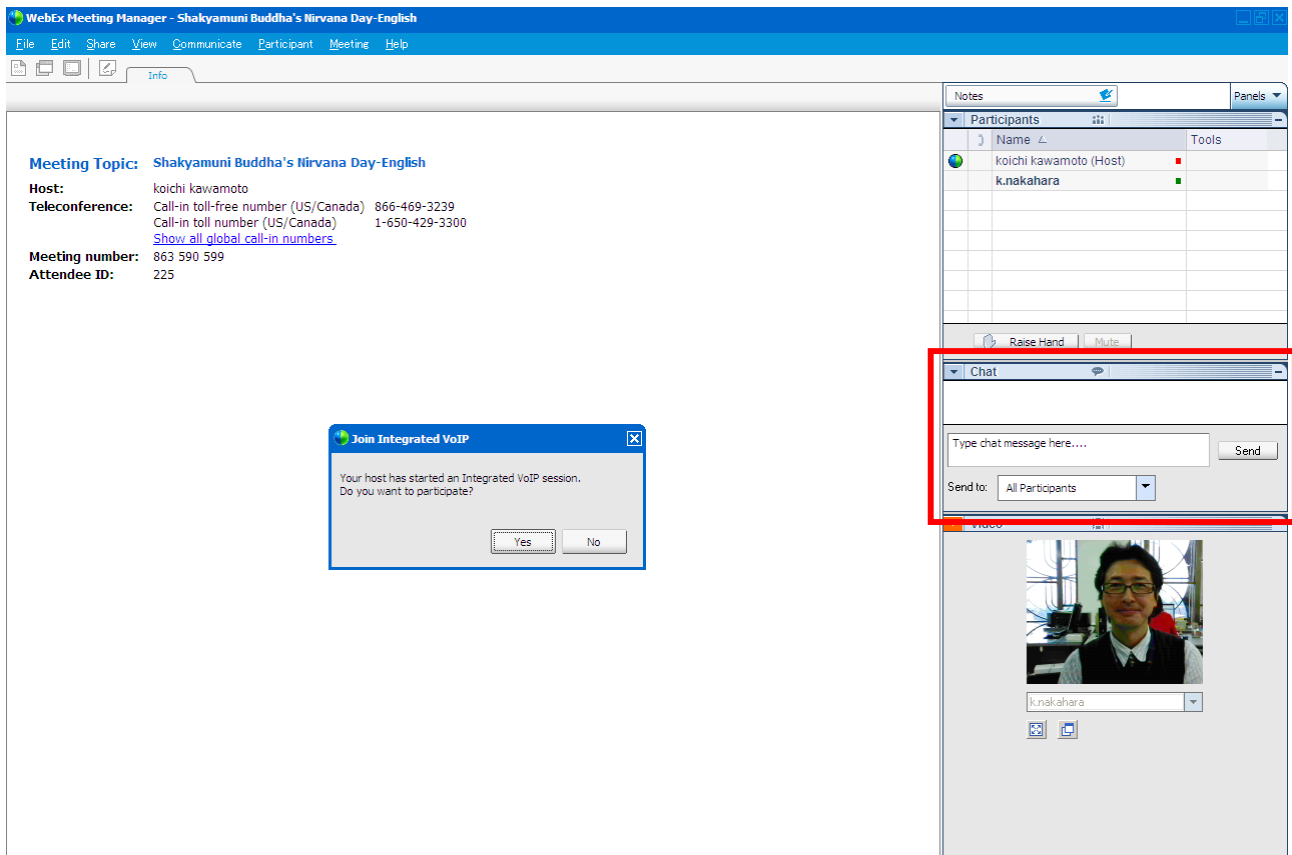 WebEx Meeting Manager - Shakyamuni Buddha's Nirvana Day-English
File Edit Share View Communicate Participant Meeting Help
Info
Notes
Panels
Participants
Name
Tools
koichi kawamoto (Host)
k.nakahara
Meeting Topic: Shakyamuni Buddha's Nirvana Day-English
Host: koichi kawamoto
Teleconference: Call-in toll-free number (US/Canada) 866-469-3239
Call-in toll number (US/Canada) 1-650-429-3300
Show all global call-in numbers
Meeting number: 863 590 599
Attendee ID: 225
Raise Hand
Mute
Chat
Type chat message here....
Send
Send to: All Participants
Join Integrated VoIP
Your host has started an Integrated VoIP session.
Do you want to participate?
Yes No
Video
k.nakahara